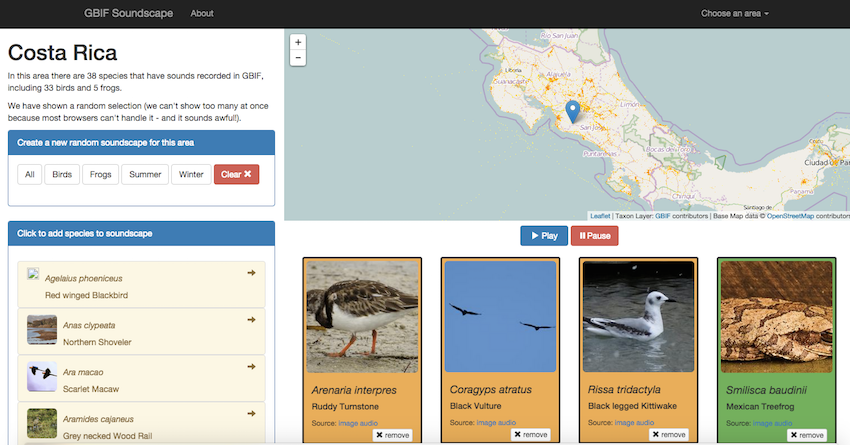 GBIF Soundscape About Choose an area
Costa Rica
In this area there are 38 species that have sounds recorded in GBIF,
including 33 birds and 5 frogs.
We have shown a random selection (we can't show too many at once
because most browsers can't handle it - and it sounds awful!).
Create a new random soundscape for this area
All Birds Frogs Summer Winter Clear ✖
Click to add species to soundscape
Agelaius phoeniceus
Red winged Blackbird
Anas clypeata
Northern Shoveler
Ara macao
Scarlet Macaw
Aramides cajaneus
Grey necked Wood Rail
+
−
Rio San Juan
Liberia
Guanacaste
Alajuela
Limón
San José
Puntarenas
Bocas del Toro
Chiriquí
Panamá
Ciudad de Pa
Santiago de
Leaflet | Taxon Layer: GBIF contributors | Base Map data © OpenStreetMap contributors
Play Pause
Arenaria interpres
Ruddy Turnstone
Source: image audio
✖ remove
Coragyps atratus
Black Vulture
Source: image audio
✖ remove
Rissa tridactyla
Black legged Kittiwake
Source: image audio
✖ remove
Smilisca baudinii
Mexican Treefrog
Source: image audio
✖ remove